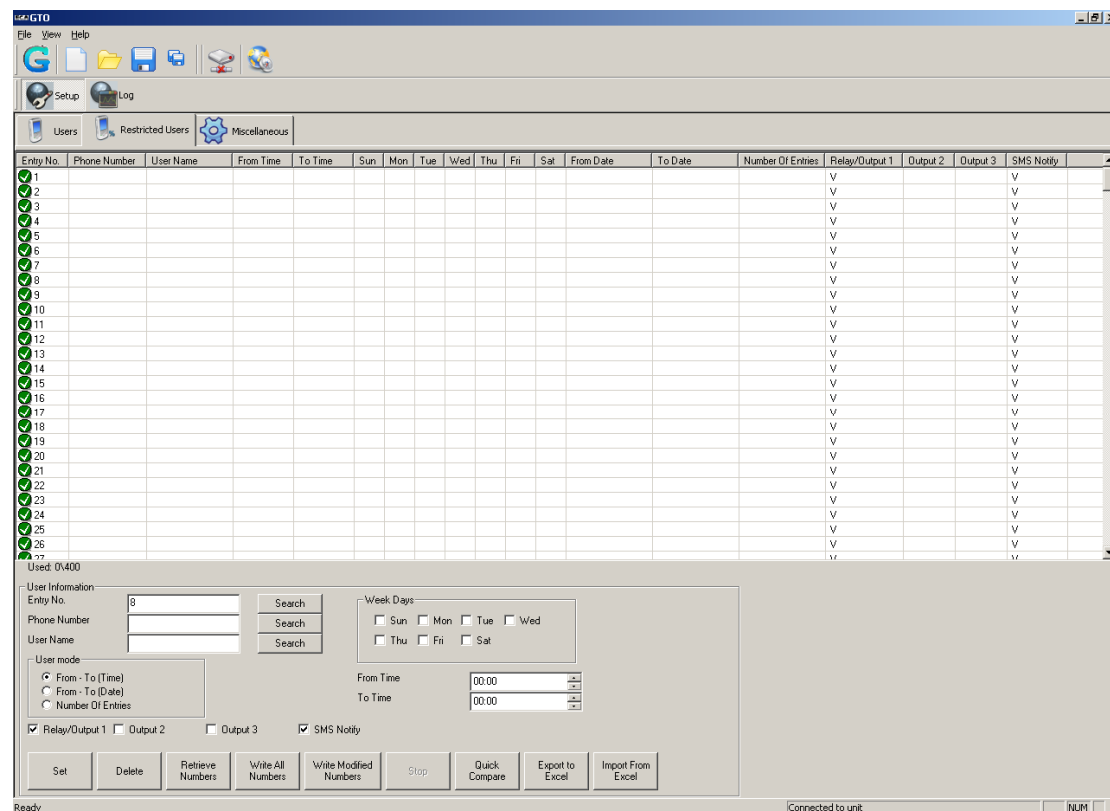 GTO
File View Help
Setup Log
Users Restricted Users Miscellaneous
Entry No. Phone Number User Name From Time To Time Sun Mon Tue Wed Thu Fri Sat From Date To Date Number Of Entries Relay/Output 1 Output 2 Output 3 SMS Notify
1 V V
2 V V
3 V V
4 V V
5 V V
6 V V
7 V V
8 V V
9 V V
10 V V
11 V V
12 V V
13 V V
14 V V
15 V V
16 V V
17 V V
18 V V
19 V V
20 V V
21 V V
22 V V
23 V V
24 V V
25 V V
26 V V
27 V V
Used: 0\400
User Information
Entry No. 8 Search
Phone Number Search
User Name Search
Week Days
Sun Mon Tue Wed
Thu Fri Sat
User mode
From - To (Time)
From - To (Date)
Number Of Entries
From Time 00:00
To Time 00:00
Relay/Output 1 Output 2 Output 3 SMS Notify
Set Delete Retrieve Numbers Write All Numbers Write Modified Numbers Stop Quick Compare Export to Excel Import From Excel
Ready Connected to unit NUM